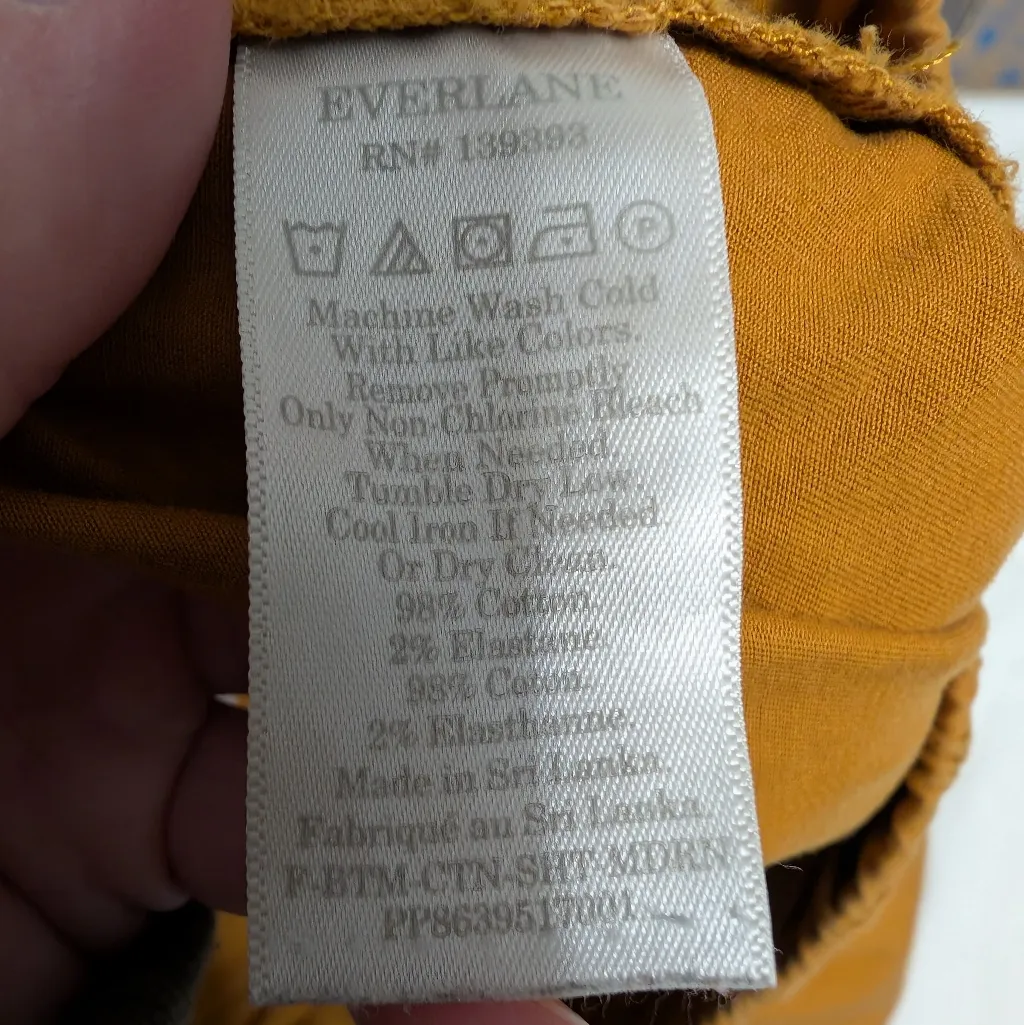 EVERLANE
RN# 139393
P
Machine Wash Cold
With Like Colors.
Remove Promptly
Only Non-Chlorine Bleach
When Needed.
Tumble Dry Low.
Cool Iron If Needed.
Or Dry Clean.
98% Cotton.
2% Elastane.
98% Coton.
2% Elasthanne.
Made in Sri Lanka.
Fabriqué au Sri Lanka.
F-BTM-CTN-SHT-MDRN
PP8639517001